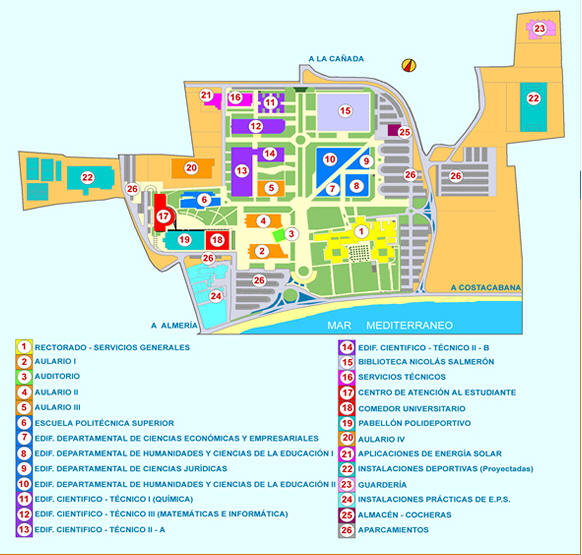 23
A LA CAÑADA
21
16
11
15
22
12
25
14
10
9
20
26
26
22
13
26
5
7
8
6
17
4
3
1
19
18
2
26
26
24
A COSTACABANA
A ALMERÍA
MAR MEDITERRANEO
1 RECTORADO - SERVICIOS GENERALES
2 AULARIO I
3 AUDITORIO
4 AULARIO II
5 AULARIO III
6 ESCUELA POLITÉCNICA SUPERIOR
7 EDIF. DEPARTAMENTAL DE CIENCIAS ECONÓMICAS Y EMPRESARIALES
8 EDIF. DEPARTAMENTAL DE HUMANIDADES Y CIENCIAS DE LA EDUCACIÓN I
9 EDIF. DEPARTAMENTAL DE CIENCIAS JURÍDICAS
10 EDIF. DEPARTAMENTAL DE HUMANIDADES Y CIENCIAS DE LA EDUCACIÓN II
11 EDIF. CIENTIFICO - TÉCNICO I (QUÍMICA)
12 EDIF. CIENTIFICO - TÉCNICO III (MATEMÁTICAS E INFORMÁTICA)
13 EDIF. CIENTIFICO - TÉCNICO II - A
14 EDIF. CIENTIFICO - TÉCNICO II - B
15 BIBLIOTECA NICOLÁS SALMERÓN
16 SERVICIOS TÉCNICOS
17 CENTRO DE ATENCIÓN AL ESTUDIANTE
18 COMEDOR UNIVERSITARIO
19 PABELLÓN POLIDEPORTIVO
20 AULARIO IV
21 APLICACIONES DE ENERGÍA SOLAR
22 INSTALACIONES DEPORTIVAS (Proyectadas)
23 GUARDERÍA
24 INSTALACIONES PRÁCTICAS DE E.P.S.
25 ALMACÉN - COCHERAS
26 APARCAMIENTOS